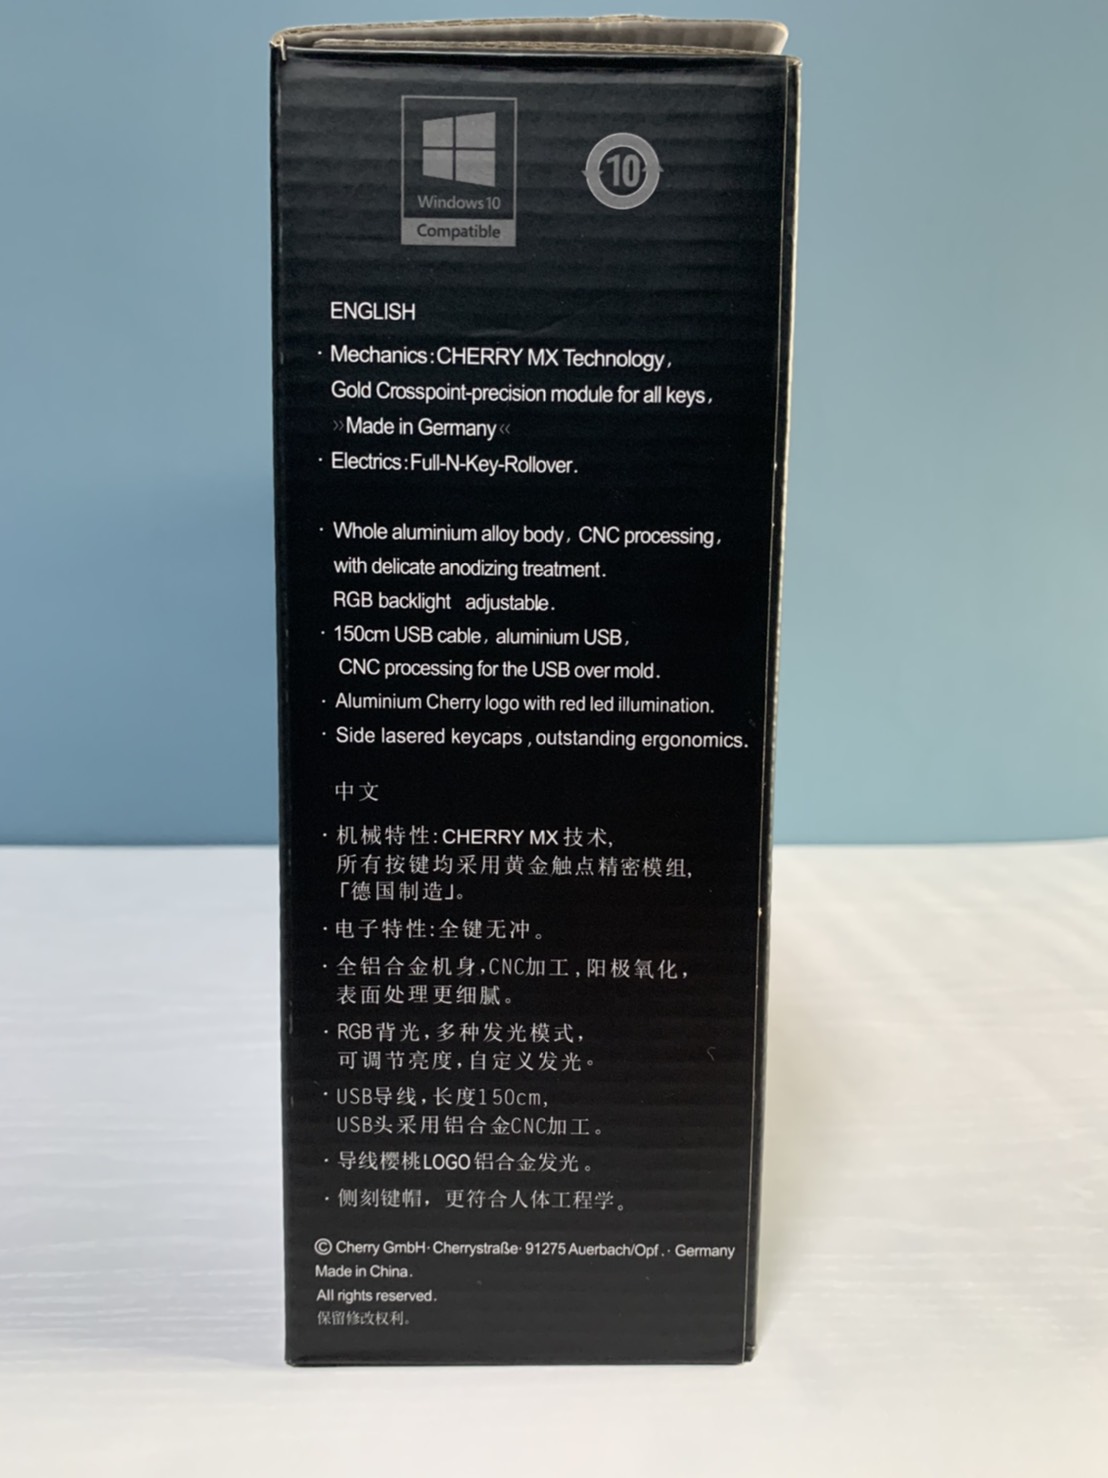 Windows 10
Compatible
10
ENGLISH
· Mechanics:CHERRY MX Technology,
Gold Crosspoint-precision module for all keys,
»Made in Germany«
· Electrics:Full-N-Key-Rollover.
· Whole aluminium alloy body, CNC processing,
with delicate anodizing treatment.
RGB backlight adjustable.
· 150cm USB cable, aluminium USB,
CNC processing for the USB over mold.
· Aluminium Cherry logo with red led illumination.
· Side lasered keycaps ,outstanding ergonomics.
中文
· 机械特性: CHERRY MX 技术,
所有按键均采用黄金触点精密模组,
「德国制造」。
· 电子特性:全键无冲。
· 全铝合金机身,CNC加工,阳极氧化,
表面处理更细腻。
· RGB背光,多种发光模式,
可调节亮度,自定义发光。
· USB导线,长度150cm,
USB头采用铝合金CNC加工。
· 导线樱桃LOGO铝合金发光。
· 侧刻键帽，更符合人体工程学。
© Cherry GmbH· Cherrystraße· 91275 Auerbach/Opf.· Germany
Made in China.
All rights reserved.
保留修改权利。